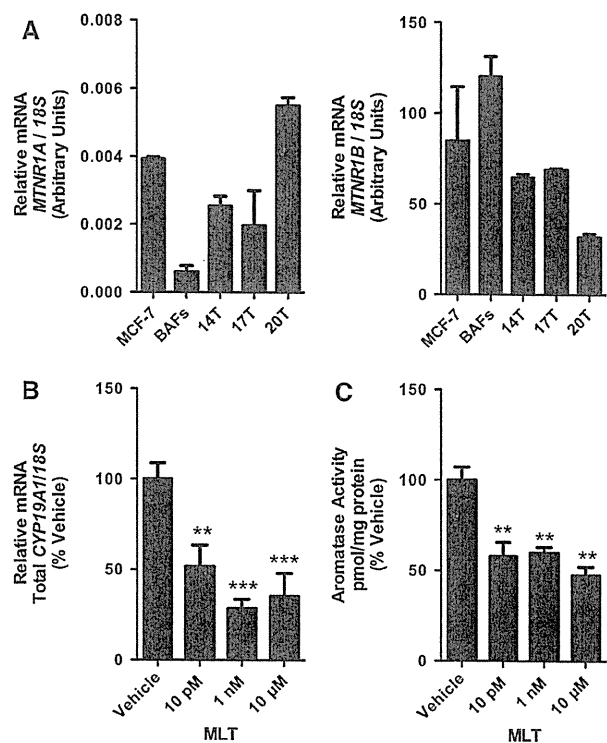 A
Relative mRNA
MTNR1A / 18S
(Arbitrary Units)
0.008
0.006
0.004
0.002
0.000
MCF-7
BAFs
14T
17T
20T
Relative mRNA
MTNR1B / 18S
(Arbitrary Units)
150
100
50
0
MCF-7
BAFs
14T
17T
20T
B
Relative mRNA
Total CYP19A1/18S
(% Vehicle)
150
100
50
0
**
***
***
Vehicle
10 pM
1 nM
10 µM
MLT
C
Aromatase Activity
pmol/mg protein
(% Vehicle)
150
100
50
0
**
**
**
Vehicle
10 pM
1 nM
10 µM
MLT